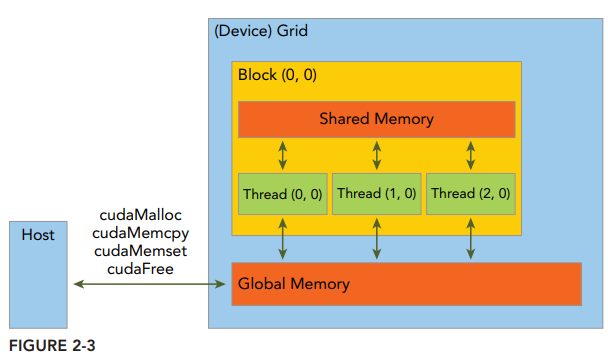 (Device) Grid
Block (0, 0)
Shared Memory
Thread (0, 0)
Thread (1, 0)
Thread (2, 0)
Host
cudaMalloc
cudaMemcpy
cudaMemset
cudaFree
Global Memory
FIGURE 2-3